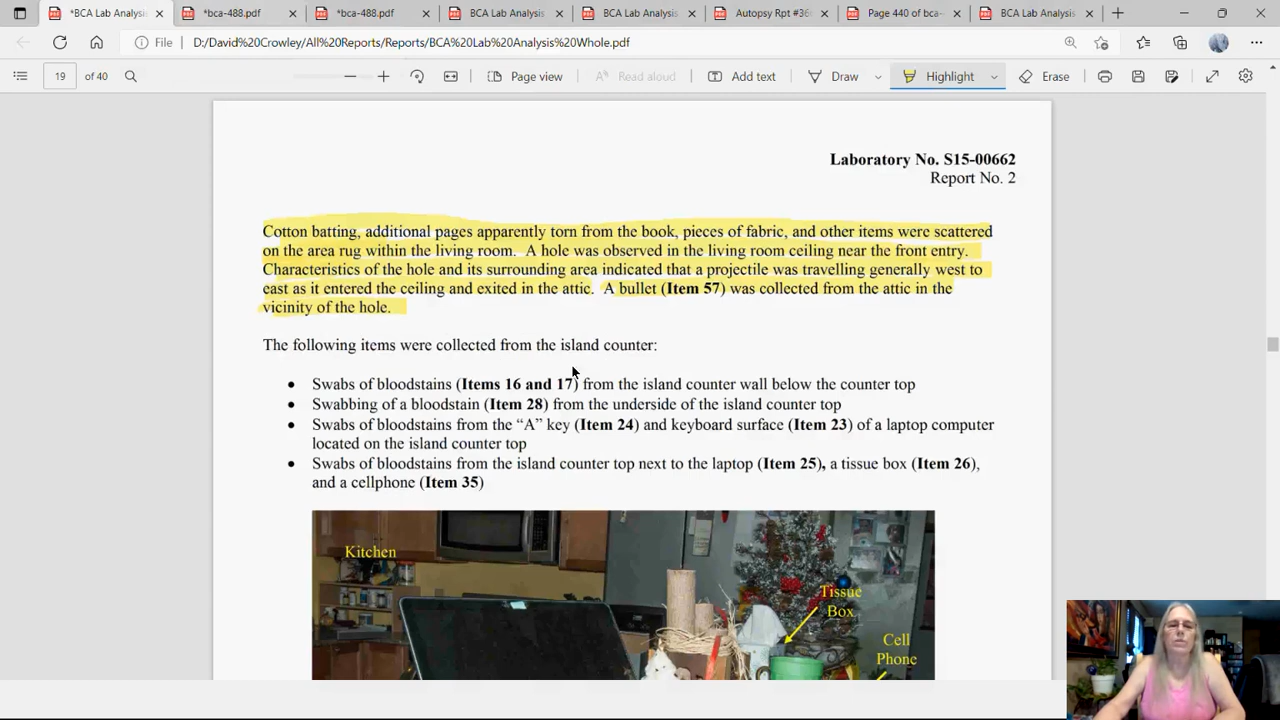 *BCA Lab Analysis
*bca-488.pdf
*bca-488.pdf
BCA Lab Analysis
BCA Lab Analysis
Autopsy Rpt #36
Page 440 of bca-
BCA Lab Analysis
File
D:/David%20Crowley/All%20Reports/Reports/BCA%20Lab%20Analysis%20Whole.pdf
19 of 40
Page view
Read aloud
Add text
Draw
Highlight
Erase
Laboratory No. S15-00662
Report No. 2
Cotton batting, additional pages apparently torn from the book, pieces of fabric, and other items were scattered
on the area rug within the living room. A hole was observed in the living room ceiling near the front entry.
Characteristics of the hole and its surrounding area indicated that a projectile was travelling generally west to
east as it entered the ceiling and exited in the attic. A bullet (Item 57) was collected from the attic in the
vicinity of the hole.
The following items were collected from the island counter:
• Swabs of bloodstains (Items 16 and 17) from the island counter wall below the counter top
• Swabbing of a bloodstain (Item 28) from the underside of the island counter top
• Swabs of bloodstains from the “A” key (Item 24) and keyboard surface (Item 23) of a laptop computer
located on the island counter top
• Swabs of bloodstains from the island counter top next to the laptop (Item 25), a tissue box (Item 26),
and a cellphone (Item 35)
Kitchen
Tissue
Box
Cell
Phone